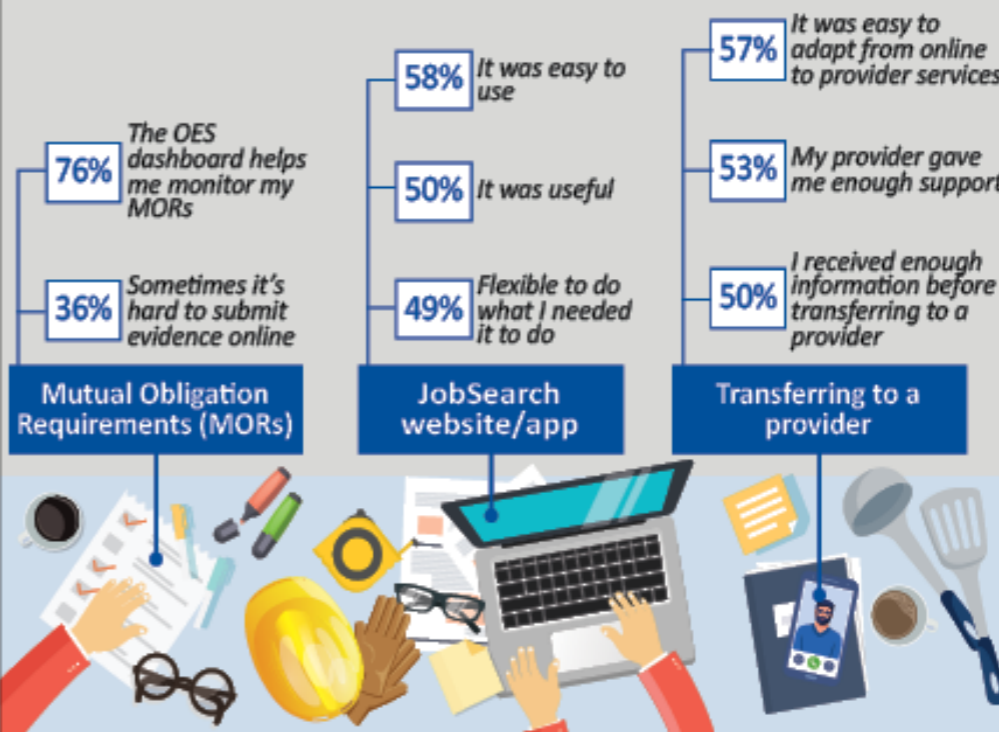 76%
The OES
dashboard helps
me monitor my
MORs
36%
Sometimes it's
hard to submit
evidence online
Mutual Obligation
Requirements (MORs)
58%
It was easy to
use
50%
It was useful
49%
Flexible to do
what I needed
it to do
JobSearch
website/app
57%
It was easy to
adapt from online
to provider services
53%
My provider gave
me enough support
50%
I received enough
information before
transferring to a
provider
Transferring to a
provider